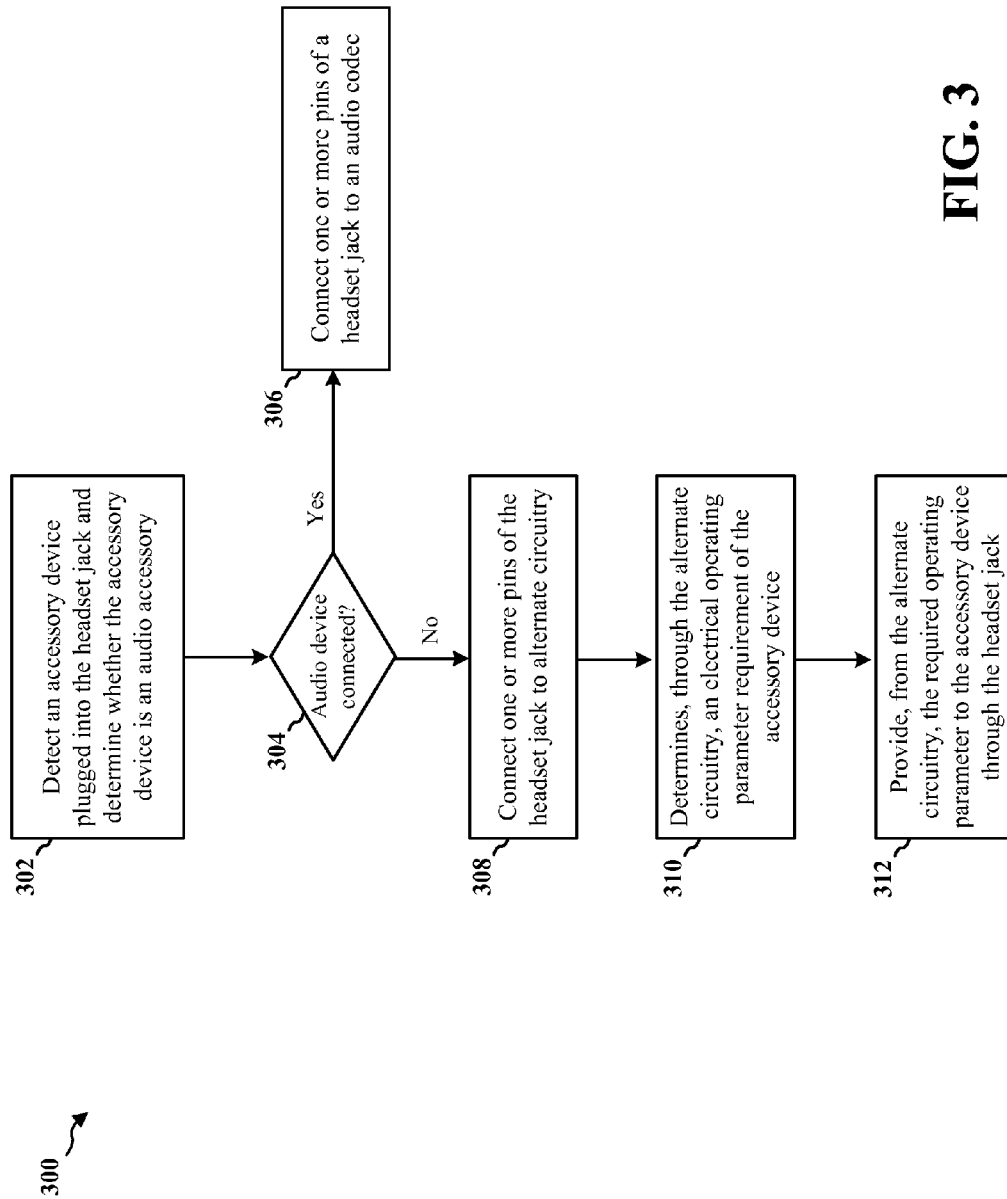 300
302
Detect an accessory device
plugged into the headset jack and
determine whether the accessory
device is an audio accessory
304
Audio device
connected?
Yes
306
Connect one or more pins of a
headset jack to an audio codec
No
308
Connect one or more pins of the
headset jack to alternate circuitry
310
Determines, through the alternate
circuitry, an electrical operating
parameter requirement of the
accessory device
312
Provide, from the alternate
circuitry, the required operating
parameter to the accessory device
through the headset jack
FIG. 3